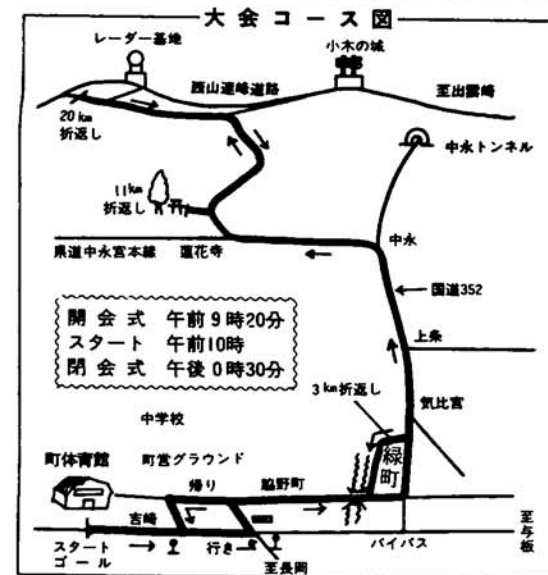 大会コース図
レーダー基地
小木の城
西山連峰道路
至出雲崎
20km
折返し
中永トンネル
11km
折返し
県道中永宮本線
蓮花寺
中永
国道352
開会式 午前9時20分
スタート 午前10時
閉会式 午後0時30分
上条
3km折返し
気比宮
中学校
緑町
町体育館
町営グラウンド
帰り
脇野町
吉崎
スタート
ゴール
行き
至長岡
バイパス
至与板